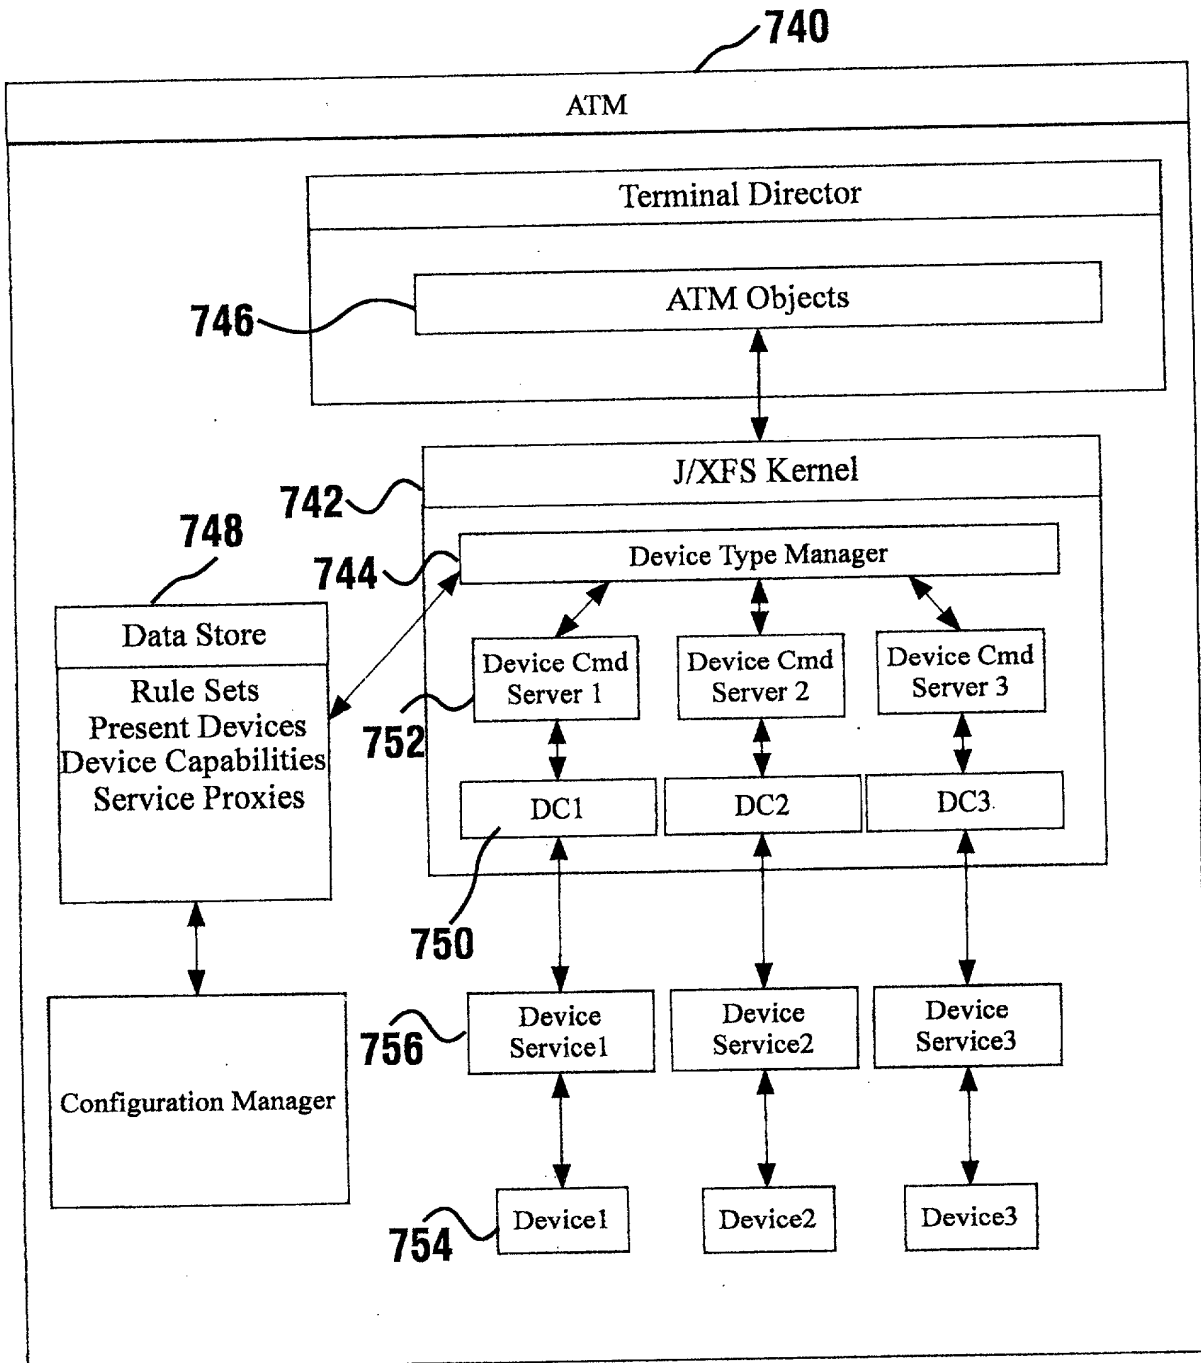 740
ATM
Terminal Director
ATM Objects
746
J/XFS Kernel
742
748
Device Type Manager
744
Data Store
Rule Sets
Present Devices
Device Capabilities
Service Proxies
Device Cmd
Server 1
Device Cmd
Server 2
Device Cmd
Server 3
752
DC1
DC2
DC3
750
Device
Service1
Device
Service2
Device
Service3
756
Configuration Manager
Device1
Device2
Device3
754